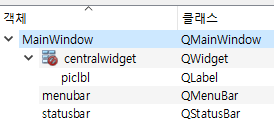 객체 클래스
MainWindow QMainWindow
centralwidget QWidget
piclbl QLabel
menubar QMenuBar
statusbar QStatusBar